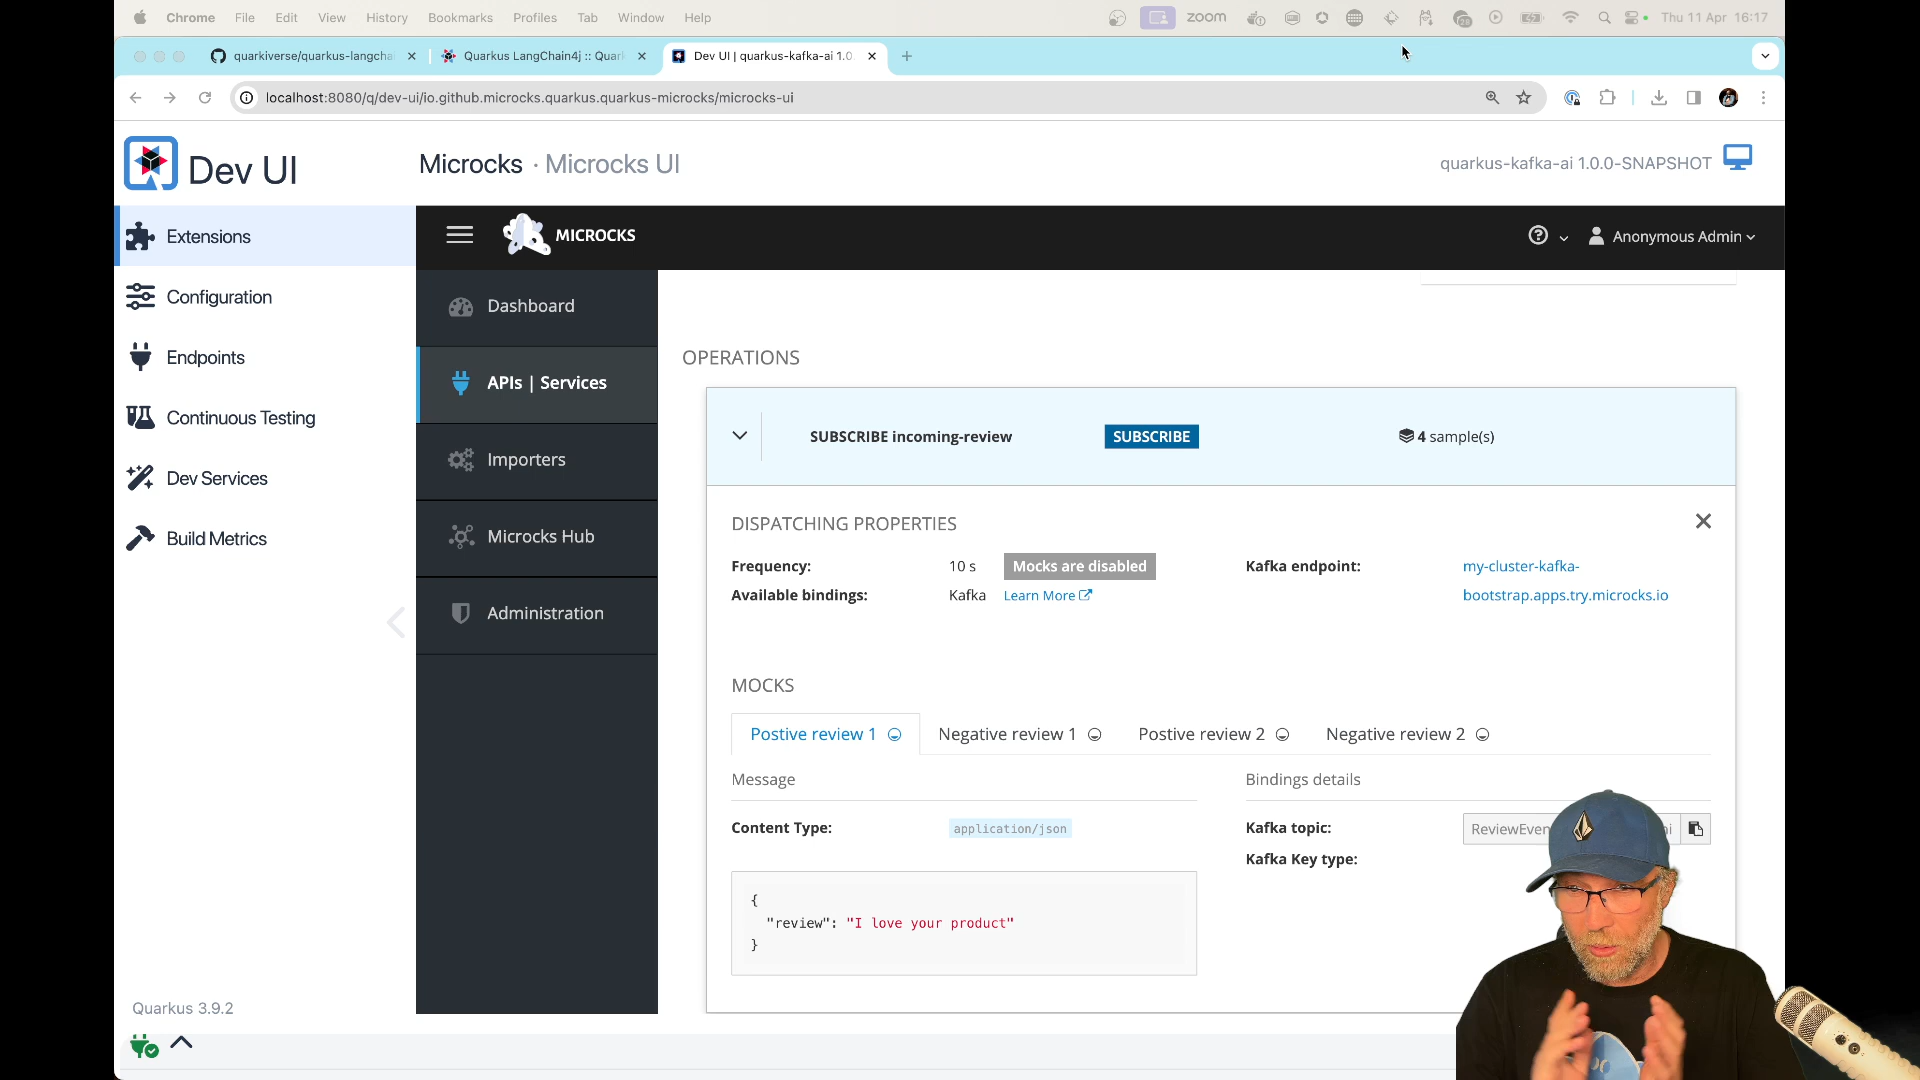 Chrome File Edit View History Bookmarks Profiles Tab Window Help zoom Thu 11 Apr 16:17
quarkiverse/quarkus-langcha Quarkus LangChain4j :: Quar Dev UI | quarkus-kafka-ai 1.0
localhost:8080/q/dev-ui/io.github.microcks.quarkus.quarkus-microcks/microcks-ui
Dev UI
Microcks · Microcks UI
quarkus-kafka-ai 1.0.0-SNAPSHOT
Extensions
Configuration
Endpoints
Continuous Testing
Dev Services
Build Metrics
Quarkus 3.9.2
MICROCKS
Anonymous Admin
Dashboard
APIs | Services
Importers
Microcks Hub
Administration
OPERATIONS
SUBSCRIBE incoming-review SUBSCRIBE 4 sample(s)
DISPATCHING PROPERTIES
Frequency: 10 s Mocks are disabled Kafka endpoint: my-cluster-kafka-
Available bindings: Kafka Learn More bootstrap.apps.try.microcks.io
MOCKS
Postive review 1 Negative review 1 Postive review 2 Negative review 2
Message Bindings details
Content Type: application/json Kafka topic:
Kafka Key type:
{
"review": "I love your product"
}